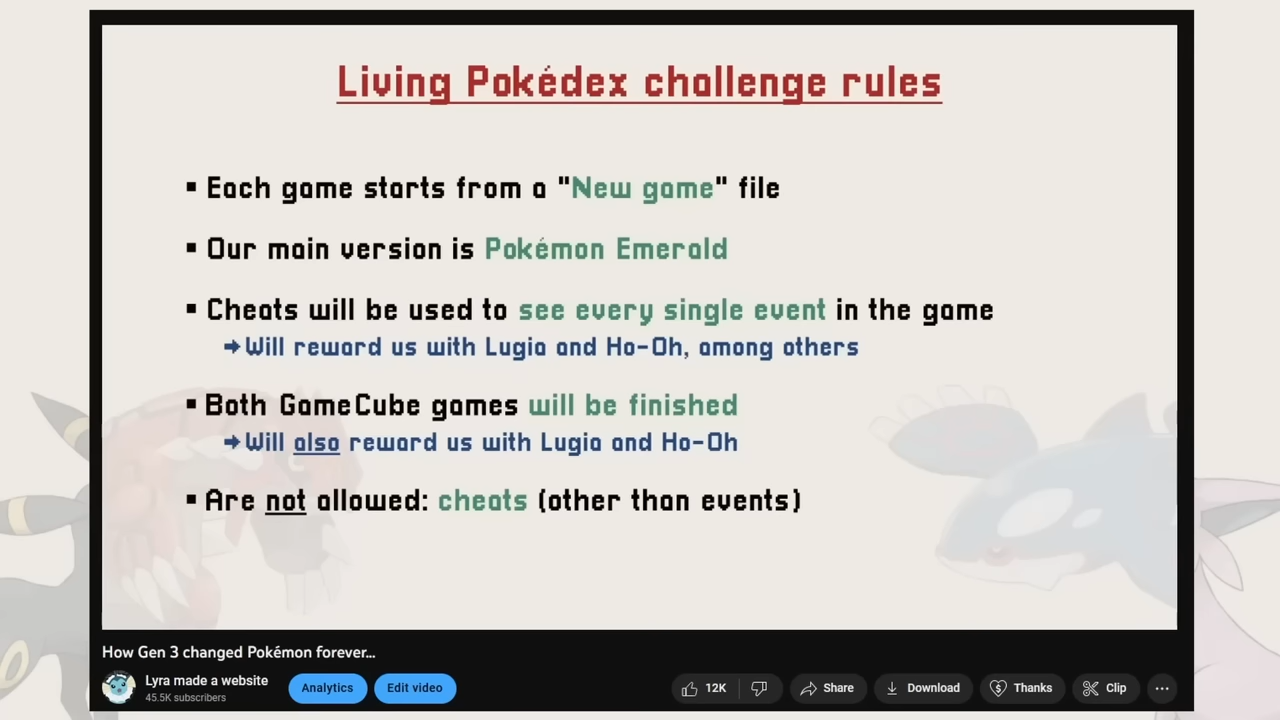 Living Pokédex challenge rules
▪ Each game starts from a "New game" file
▪ Our main version is Pokémon Emerald
▪ Cheats will be used to see every single event in the game
➔Will reward us with Lugia and Ho-Oh, among others
▪ Both GameCube games will be finished
➔Will also reward us with Lugia and Ho-Oh
▪ Are not allowed: cheats (other than events)
How Gen 3 changed Pokémon forever...
Lyra made a website
45.5K subscribers
Analytics
Edit video
12K
Share
Download
Thanks
Clip